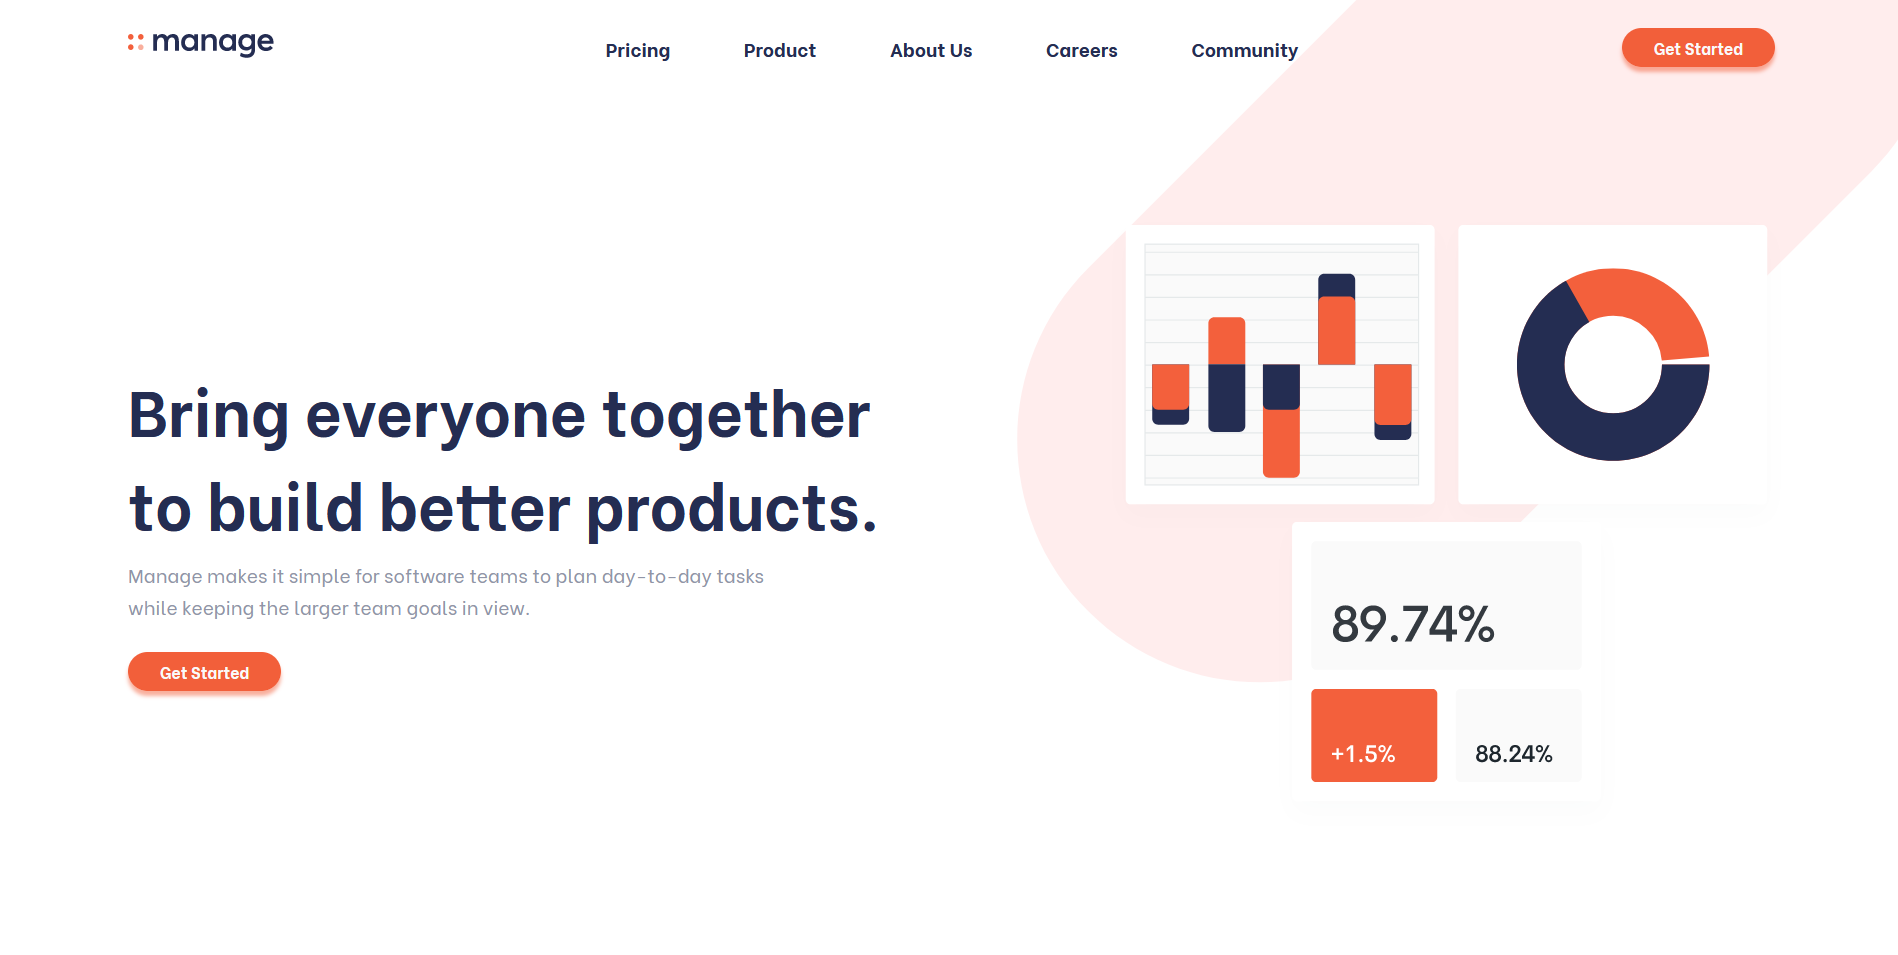 manage
Pricing Product About Us Careers Community
Get Started
Bring everyone together
to build better products.
Manage makes it simple for software teams to plan day-to-day tasks
while keeping the larger team goals in view.
Get Started
89.74%
+1.5% 88.24%